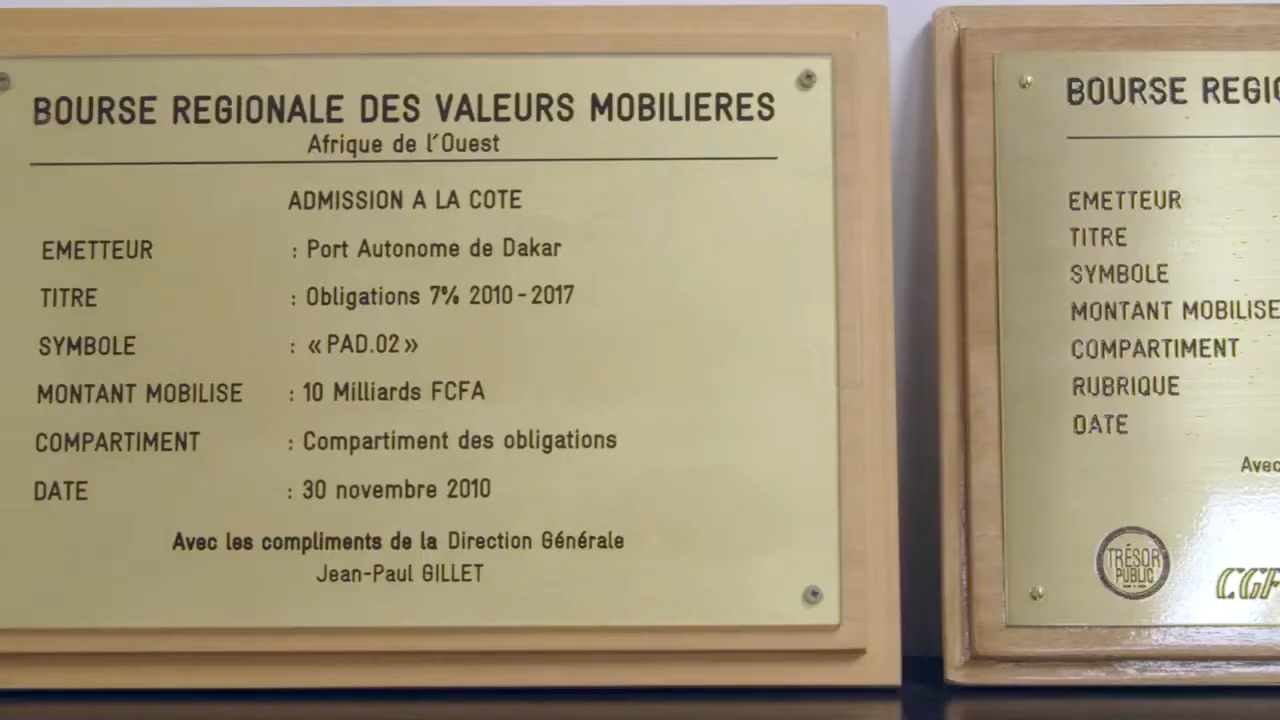 BOURSE REGIONALE DES VALEURS MOBILIERES
Afrique de l'Ouest
ADMISSION A LA COTE
EMETTEUR : Port Autonome de Dakar
TITRE : Obligations 7% 2010-2017
SYMBOLE : «PAD.02»
MONTANT MOBILISE : 10 Milliards FCFA
COMPARTIMENT : Compartiment des obligations
DATE : 30 novembre 2010
Avec les compliments de la Direction Générale
Jean-Paul GILLET
BOURSE
EMETTEUR
TITRE
SYMBOLE
MONTANT MOBILISE
COMPARTIMENT
RUBRIQUE
DATE
Avec
TRÉSOR
PUBLIC